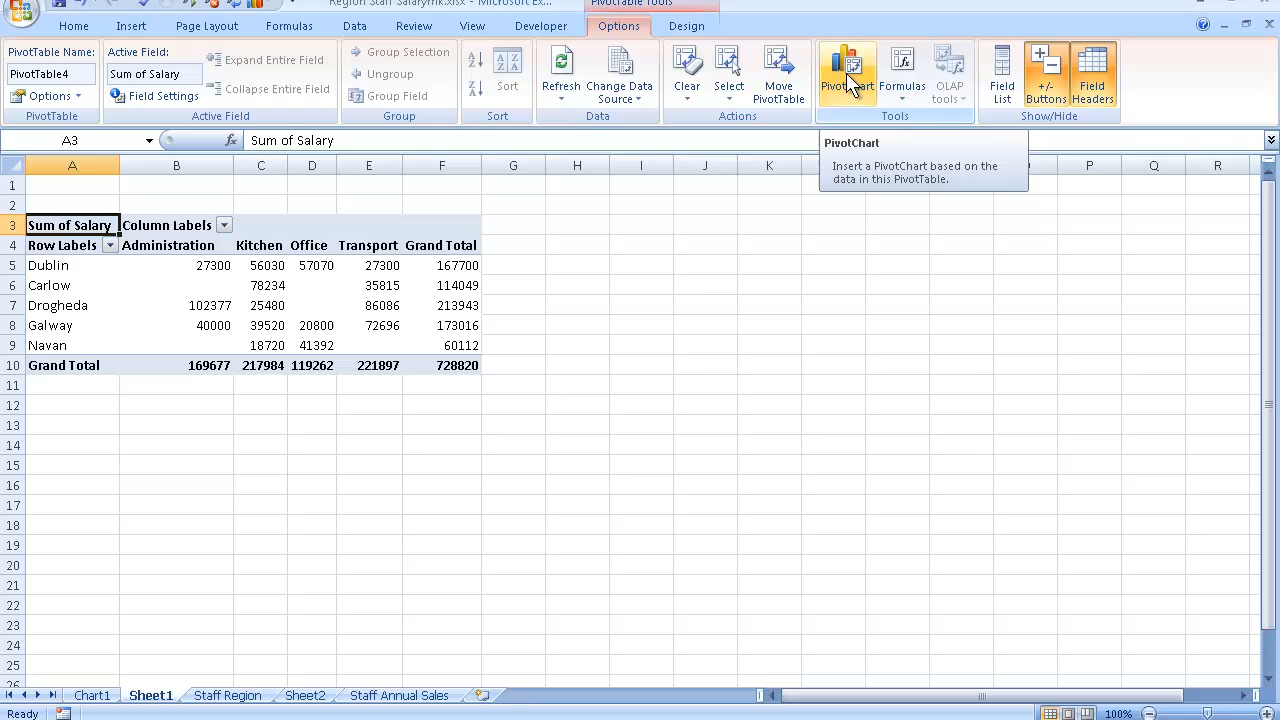 Region Staff Salarymk.xlsx - Microsoft Ex...
PivotTable Tools
Home Insert Page Layout Formulas Data Review View Developer Options Design
PivotTable Name:
PivotTable4
Options
PivotTable
Active Field:
Sum of Salary
Field Settings
Expand Entire Field
Collapse Entire Field
Active Field
Group Selection
Ungroup
Group Field
Group
Sort
Sort
Refresh
Change Data
Source
Data
Clear
Select
Move
PivotTable
Actions
PivotChart
Formulas
OLAP
tools
Tools
Field
List
+/-
Buttons
Field
Headers
Show/Hide
A3 fx Sum of Salary
PivotChart
Insert a PivotChart based on the
data in this PivotTable.
A B C D E F G H I J K P Q R
1
2
3 Sum of Salary Column Labels
4 Row Labels Administration Kitchen Office Transport Grand Total
5 Dublin 27300 56030 57070 27300 167700
6 Carlow 78234 35815 114049
7 Drogheda 102377 25480 86086 213943
8 Galway 40000 39520 20800 72696 173016
9 Navan 18720 41392 60112
10 Grand Total 169677 217984 119262 221897 728820
11
12
13
14
15
16
17
18
19
20
21
22
23
24
25
26
Chart1 Sheet1 Staff Region Sheet2 Staff Annual Sales
Ready 100%